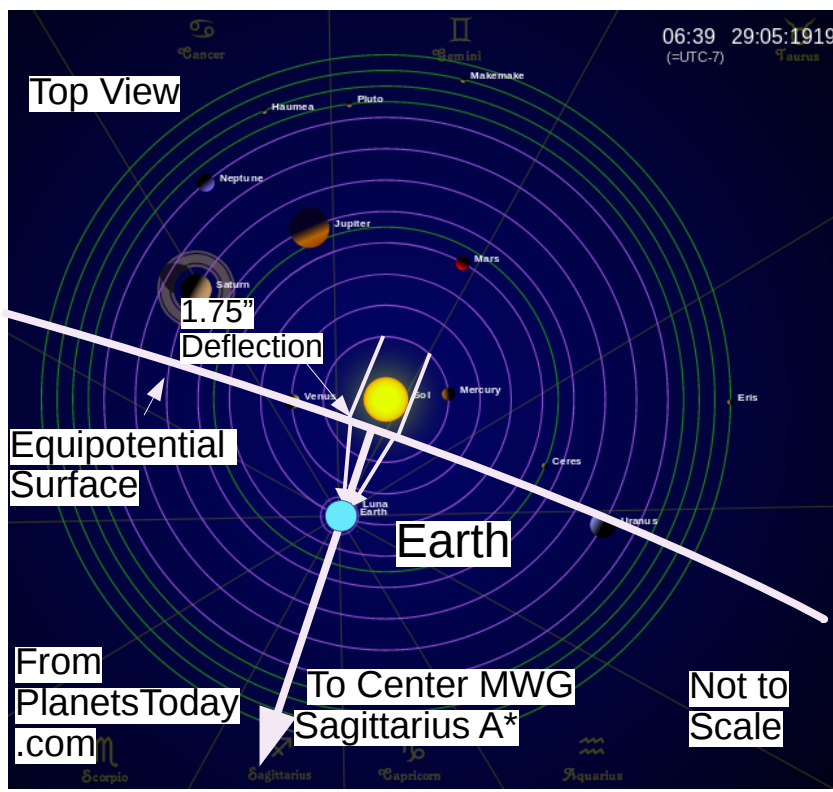 Cancer
Gemini
06:39 29:05:1919
(=UTC-7)
Taurus
Top View
Makemake
Haumea
Pluto
Neptune
Jupiter
Mars
Saturn
1.75”
Deflection
Venus
Sol
Mercury
Eris
Equipotential
Surface
Ceres
Luna
Earth
Uranus
Earth
From
PlanetsToday
.com
To Center MWG
Sagittarius A*
Not to
Scale
Scorpio
Sagittarius
Capricorn
Aquarius